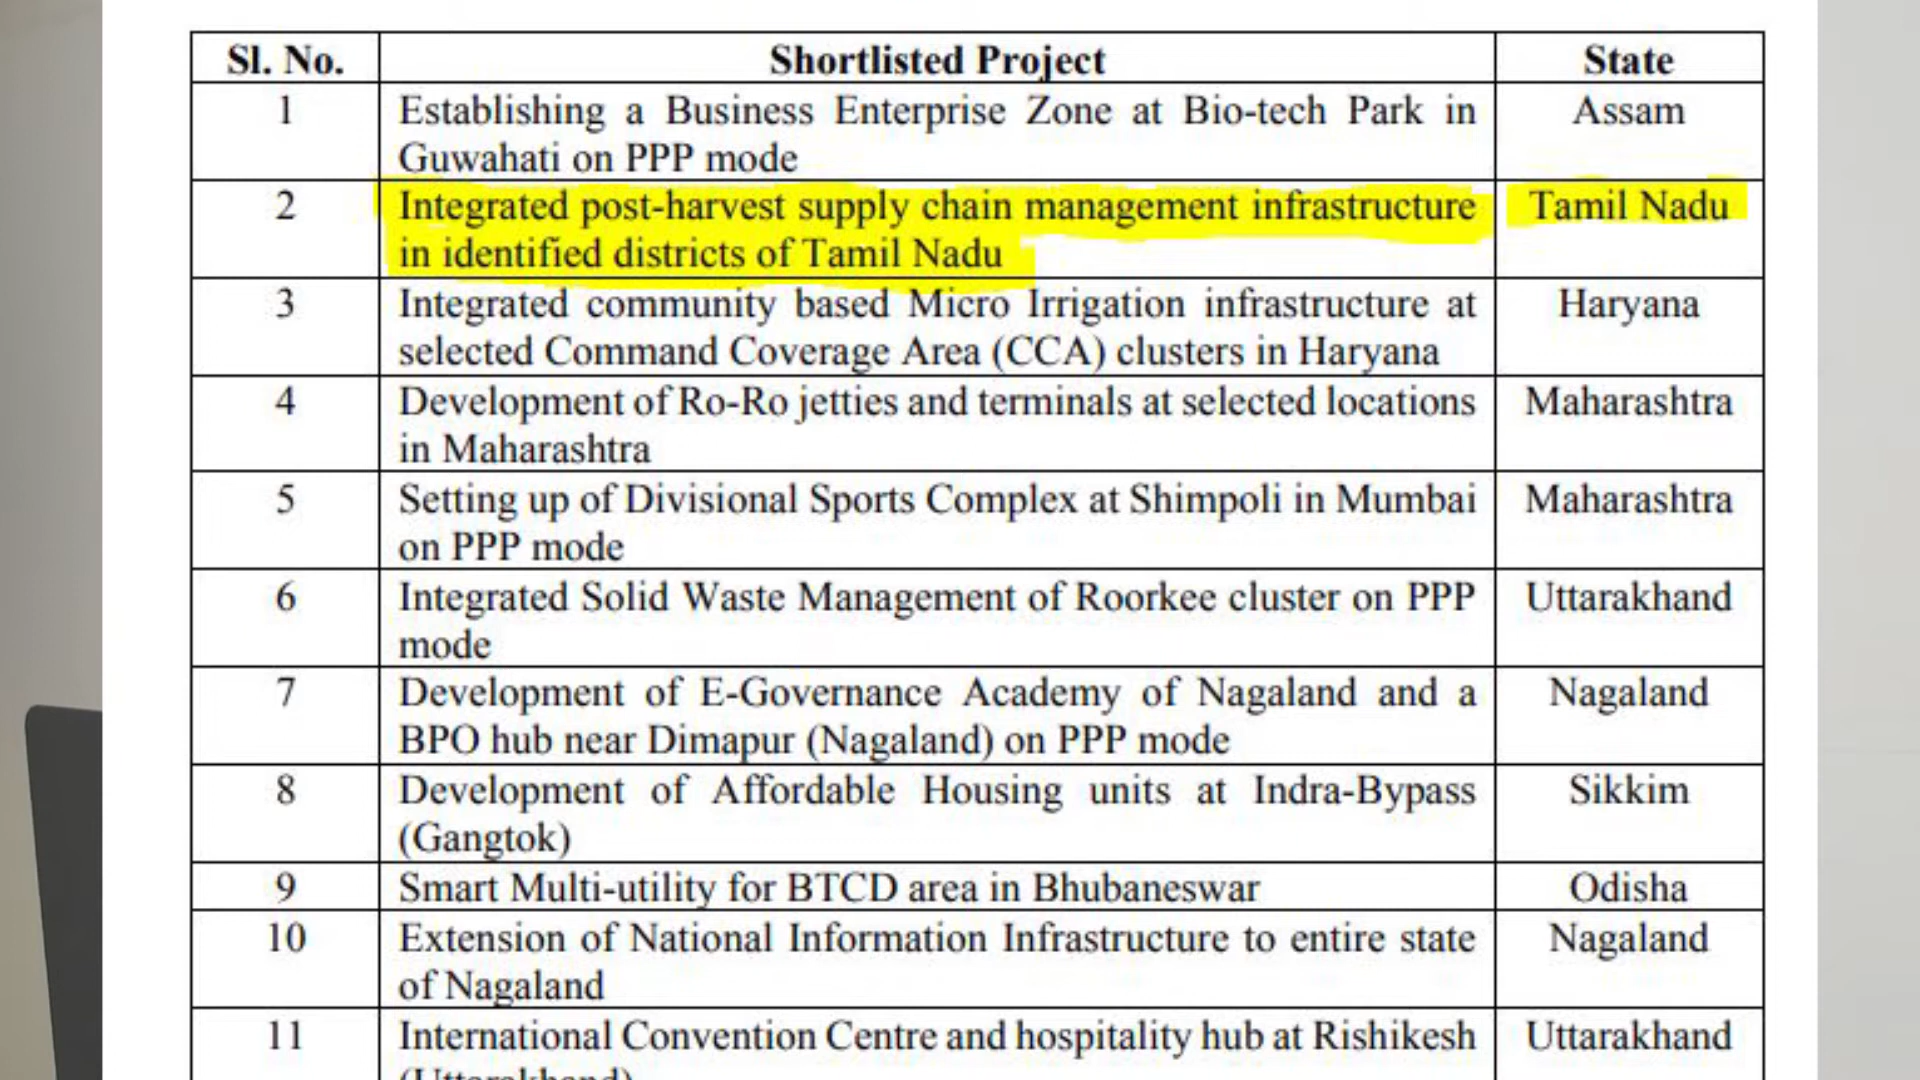 Sl. No. Shortlisted Project State
1 Establishing a Business Enterprise Zone at Bio-tech Park in Assam
Guwahati on PPP mode
2 Integrated post-harvest supply chain management infrastructure Tamil Nadu
in identified districts of Tamil Nadu
3 Integrated community based Micro Irrigation infrastructure at Haryana
selected Command Coverage Area (CCA) clusters in Haryana
4 Development of Ro-Ro jetties and terminals at selected locations Maharashtra
in Maharashtra
5 Setting up of Divisional Sports Complex at Shimpoli in Mumbai Maharashtra
on PPP mode
6 Integrated Solid Waste Management of Roorkee cluster on PPP Uttarakhand
mode
7 Development of E-Governance Academy of Nagaland and a Nagaland
BPO hub near Dimapur (Nagaland) on PPP mode
8 Development of Affordable Housing units at Indra-Bypass Sikkim
(Gangtok)
9 Smart Multi-utility for BTCD area in Bhubaneswar Odisha
10 Extension of National Information Infrastructure to entire state Nagaland
of Nagaland
11 International Convention Centre and hospitality hub at Rishikesh Uttarakhand
(Uttarakhand)